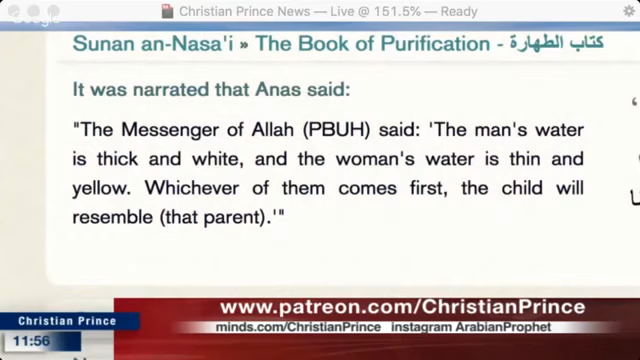 Christian Prince News — Live @ 151.5% — Ready
Google
Sunan an-Nasa'i » The Book of Purification - كتاب الطهارة
It was narrated that Anas said:
"The Messenger of Allah (PBUH) said: 'The man's water
is thick and white, and the woman's water is thin and
yellow. Whichever of them comes first, the child will
resemble (that parent).'"
www.patreon.com/ChristianPrince
Christian Prince
minds.com/ChristianPrince instagram ArabianProphet
11:56